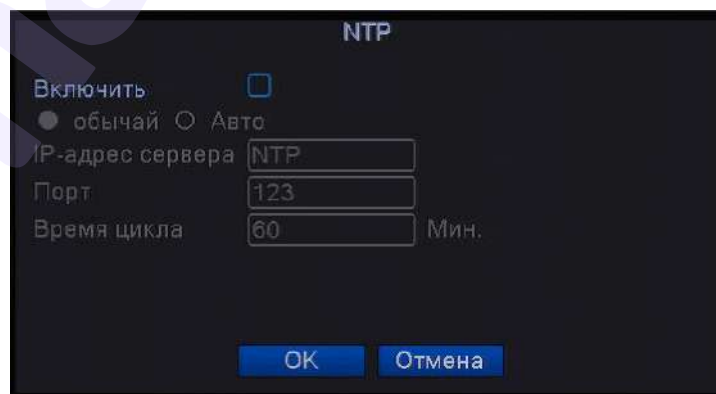 NTP
Включить
обычай Авто
IP-адрес сервера NTP
Порт 123
Время цикла 60 Мин.
OK Отмена